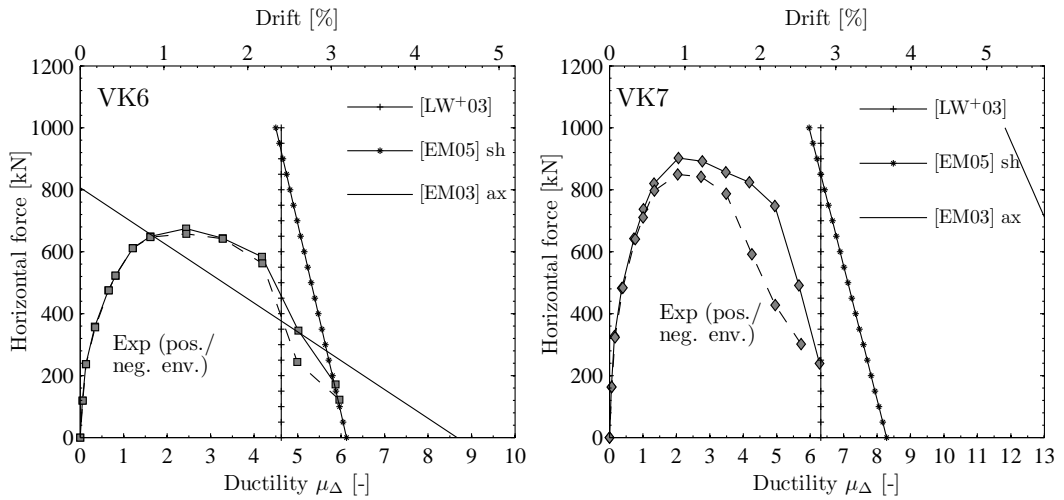 Drift [%]
0 1 2 3 4 5
1200
1000
800
600
400
200
0
Horizontal force [kN]
VK6
[LW+03]
[EM05] sh
[EM03] ax
Exp (pos./
neg. env.)
0 1 2 3 4 5 6 7 8 9 10
Ductility μΔ [-]
Drift [%]
0 1 2 3 4 5
1200
1000
800
600
400
200
0
Horizontal force [kN]
VK7
[LW+03]
[EM05] sh
[EM03] ax
Exp (pos./
neg. env.)
0 1 2 3 4 5 6 7 8 9 10 11 12 13
Ductility μΔ [-]